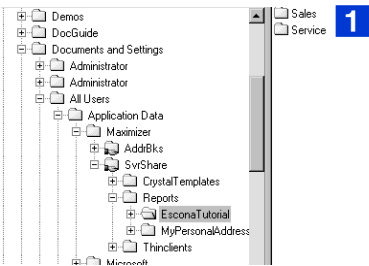 Demos
DocGuide
Documents and Settings
Administrator
Administrator
All Users
Application Data
Maximizer
AddrBks
SvrShare
CrystalTemplates
Reports
EsconaTutorial
MyPersonalAddress
Thinclients
Microsoft
Sales
Service
1